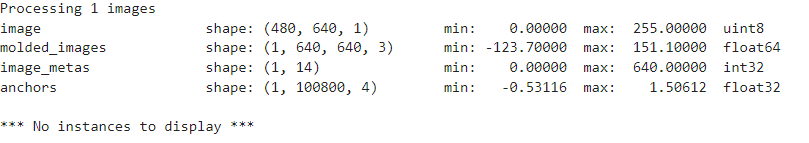 Processing 1 images
image shape: (480, 640, 1) min: 0.00000 max: 255.00000 uint8
molded_images shape: (1, 640, 640, 3) min: -123.70000 max: 151.10000 float64
image_metas shape: (1, 14) min: 0.00000 max: 640.00000 int32
anchors shape: (1, 100800, 4) min: -0.53116 max: 1.50612 float32
*** No instances to display ***